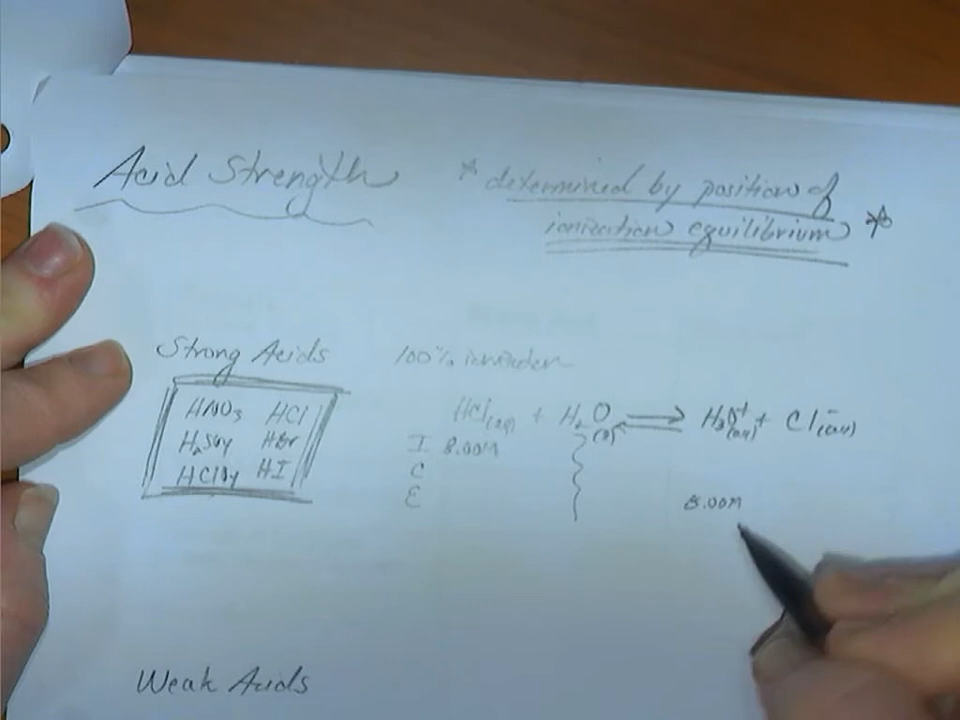 Acid Strength
*determined by position of
ionization equilibrium*
Strong Acids 100% ionization
HNO₃ HCl
H₂SO₄ HBr
HClO₄ HI
HCl(aq) + H₂O(l) ⇌ H₃O⁺(aq) + Cl⁻(aq)
I 8.00M
C
E 8.00M
Weak Acids